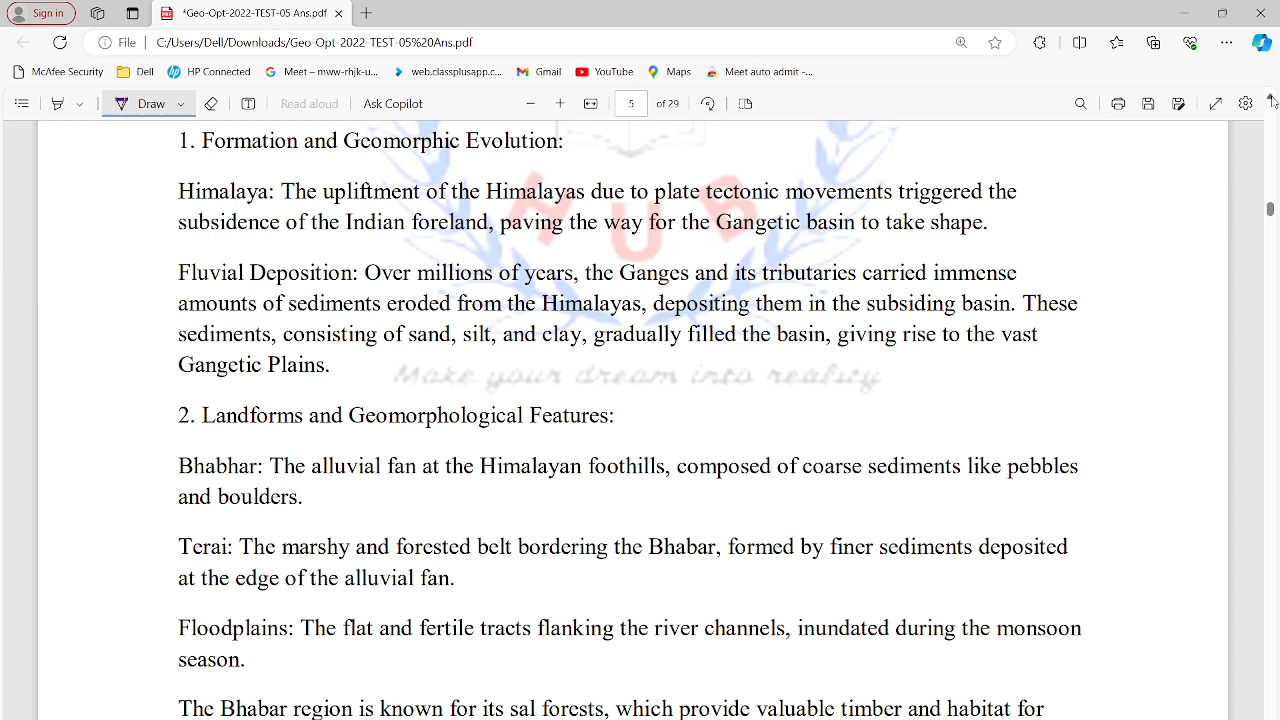 Sign in
*Geo-Opt-2022-TEST-05 Ans.pdf
File | C:/Users/Dell/Downloads/Geo-Opt-2022-TEST-05%20Ans.pdf
McAfee Security Dell HP Connected Meet – mvw-rhjk-u... web.classplusapp.c... Gmail YouTube Maps Meet auto admit -...
Draw Read aloud Ask Copilot 5 of 29
1. Formation and Geomorphic Evolution:
Himalaya: The upliftment of the Himalayas due to plate tectonic movements triggered the
subsidence of the Indian foreland, paving the way for the Gangetic basin to take shape.
HUB
Fluvial Deposition: Over millions of years, the Ganges and its tributaries carried immense
amounts of sediments eroded from the Himalayas, depositing them in the subsiding basin. These
sediments, consisting of sand, silt, and clay, gradually filled the basin, giving rise to the vast
Gangetic Plains.
Make your dream into reality
2. Landforms and Geomorphological Features:
Bhabhar: The alluvial fan at the Himalayan foothills, composed of coarse sediments like pebbles
and boulders.
Terai: The marshy and forested belt bordering the Bhabar, formed by finer sediments deposited
at the edge of the alluvial fan.
Floodplains: The flat and fertile tracts flanking the river channels, inundated during the monsoon
season.
The Bhabar region is known for its sal forests, which provide valuable timber and habitat for